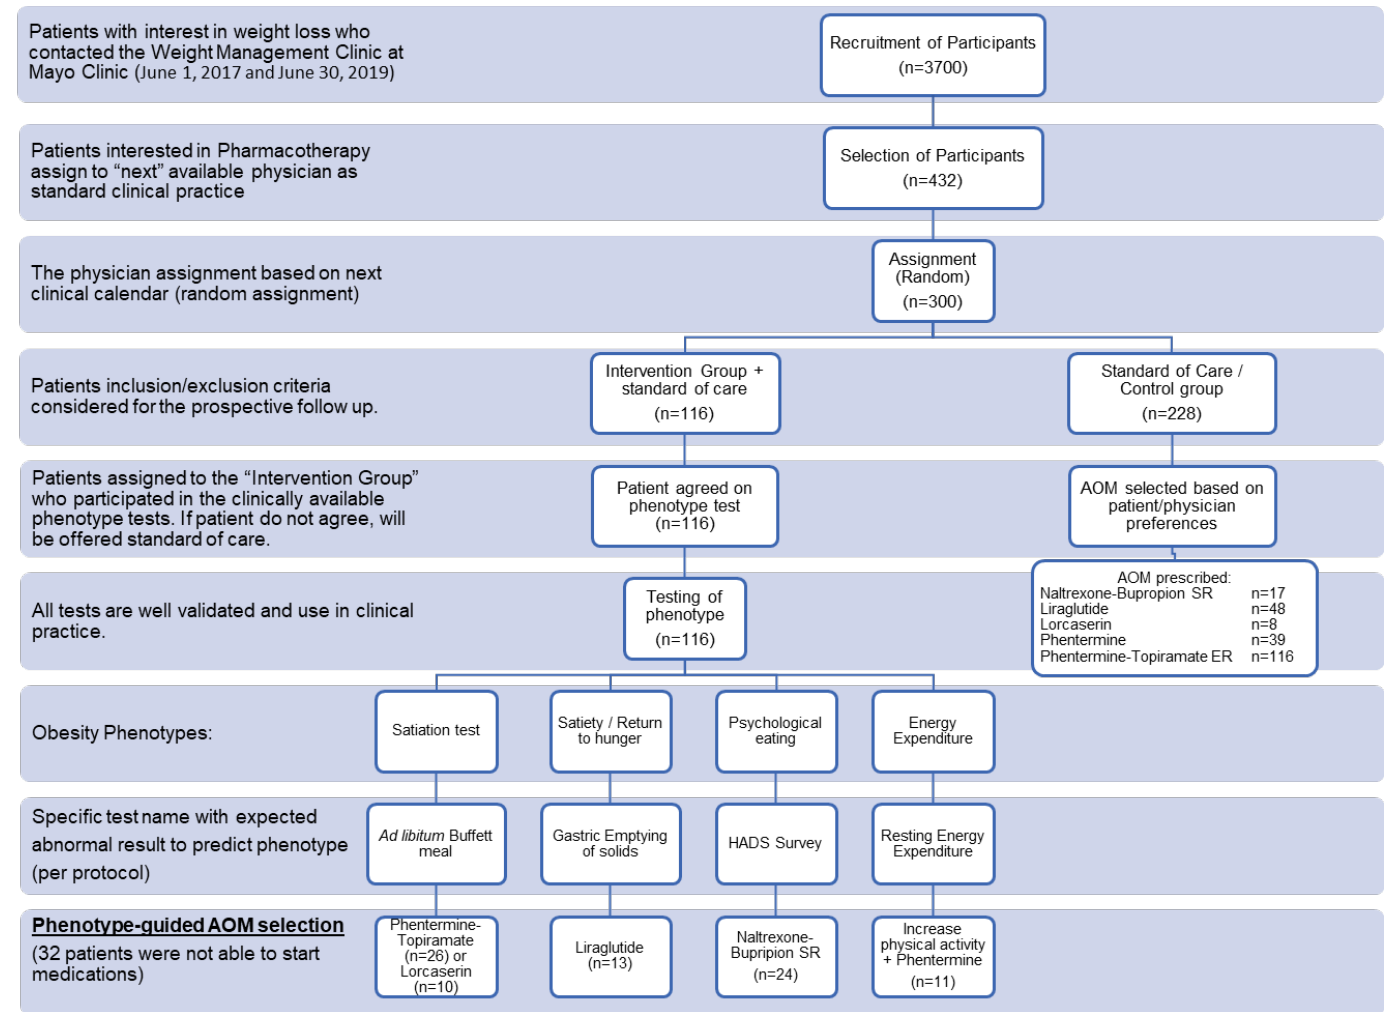 Patients with interest in weight loss who
contacted the Weight Management Clinic at
Mayo Clinic (June 1, 2017 and June 30, 2019)
Recruitment of Participants
(n=3700)
Patients interested in Pharmacotherapy
assign to “next” available physician as
standard clinical practice
Selection of Participants
(n=432)
The physician assignment based on next
clinical calendar (random assignment)
Assignment
(Random)
(n=300)
Patients inclusion/exclusion criteria
considered for the prospective follow up.
Intervention Group +
standard of care
(n=116)
Standard of Care /
Control group
(n=228)
Patients assigned to the “Intervention Group”
who participated in the clinically available
phenotype tests. If patient do not agree, will
be offered standard of care.
Patient agreed on
phenotype test
(n=116)
AOM selected based on
patient/physician
preferences
All tests are well validated and use in clinical
practice.
Testing of
phenotype
(n=116)
AOM prescribed:
Naltrexone-Bupropion SR n=17
Liraglutide n=48
Lorcaserin n=8
Phentermine n=39
Phentermine-Topiramate ER n=116
Obesity Phenotypes:
Satiation test
Satiety / Return
to hunger
Psychological
eating
Energy
Expenditure
Specific test name with expected
abnormal result to predict phenotype
(per protocol)
Ad libitum Buffett
meal
Gastric Emptying
of solids
HADS Survey
Resting Energy
Expenditure
Phenotype-guided AOM selection
(32 patients were not able to start
medications)
Phentermine-
Topiramate
(n=26) or
Lorcaserin
(n=10)
Liraglutide
(n=13)
Naltrexone-
Bupripion SR
(n=24)
Increase
physical activity
+ Phentermine
(n=11)